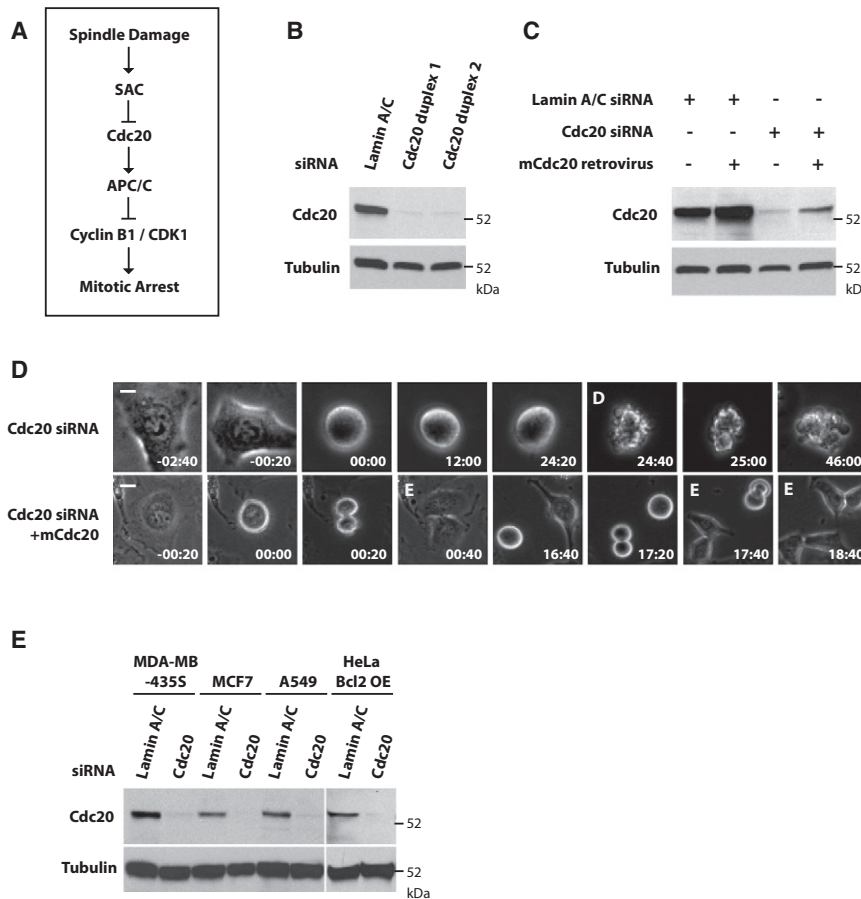 A
Spindle Damage
SAC
Cdc20
APC/C
Cyclin B1 / CDK1
Mitotic Arrest
B
siRNA
Lamin A/C
Cdc20 duplex 1
Cdc20 duplex 2
Cdc20
52
Tubulin
52
kDa
C
Lamin A/C siRNA + + - -
Cdc20 siRNA - - + +
mCdc20 retrovirus - + - +
Cdc20
52
Tubulin
52
kDa
D
Cdc20 siRNA
-02:40
-00:20
00:00
12:00
24:20
D
24:40
25:00
46:00
Cdc20 siRNA
+mCdc20
-00:20
00:00
00:20
E
00:40
16:40
17:20
E
17:40
E
18:40
E
MDA-MB
-435S
MCF7
A549
HeLa
Bcl2 OE
siRNA
Lamin A/C
Cdc20
Lamin A/C
Cdc20
Lamin A/C
Cdc20
Lamin A/C
Cdc20
Cdc20
52
Tubulin
52
kDa